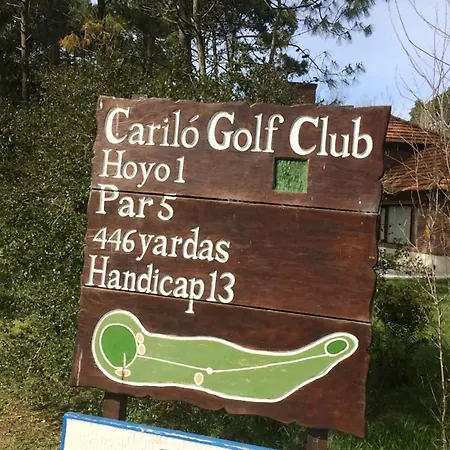 Cariló Golf Club
Hoyo 1
Par 5
446 yardas
Handicap 13